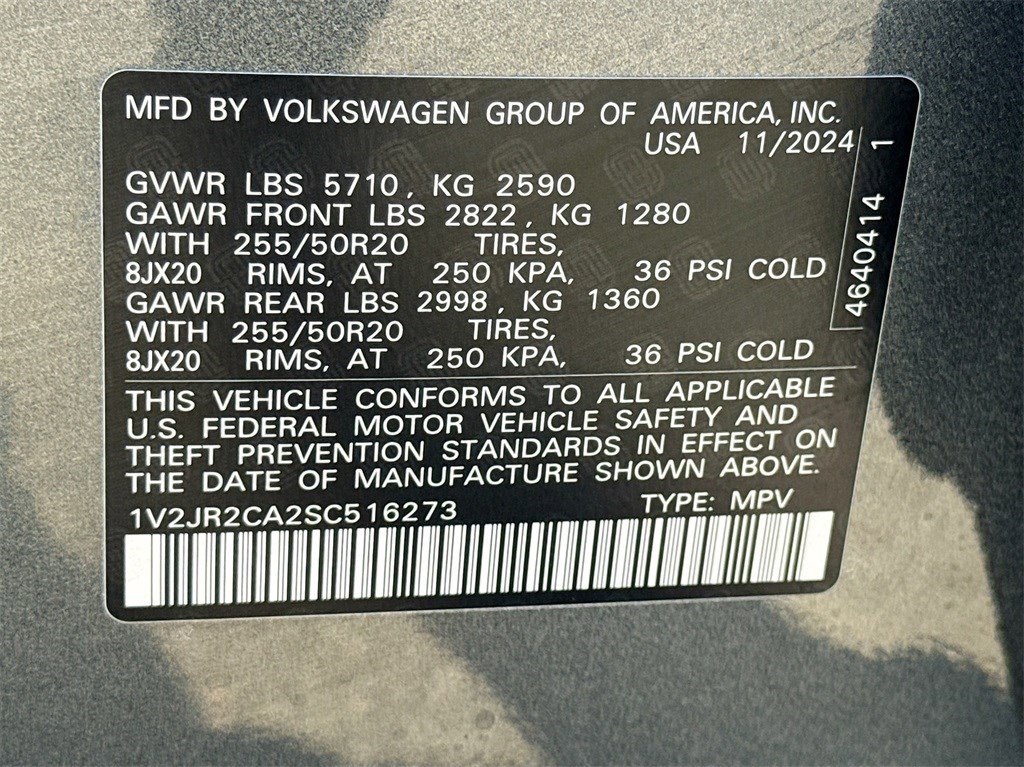 MFD BY VOLKSWAGEN GROUP OF AMERICA, INC.
USA 11/2024
GVWR LBS 5710, KG 2590
GAWR FRONT LBS 2822, KG 1280
WITH 255/50R20 TIRES,
8JX20 RIMS, AT 250 KPA, 36 PSI COLD
GAWR REAR LBS 2998, KG 1360
WITH 255/50R20 TIRES,
8JX20 RIMS, AT 250 KPA, 36 PSI COLD
4640414 1
THIS VEHICLE CONFORMS TO ALL APPLICABLE
U.S. FEDERAL MOTOR VEHICLE SAFETY AND
THEFT PREVENTION STANDARDS IN EFFECT ON
THE DATE OF MANUFACTURE SHOWN ABOVE.
1V2JR2CA2SC516273 TYPE: MPV